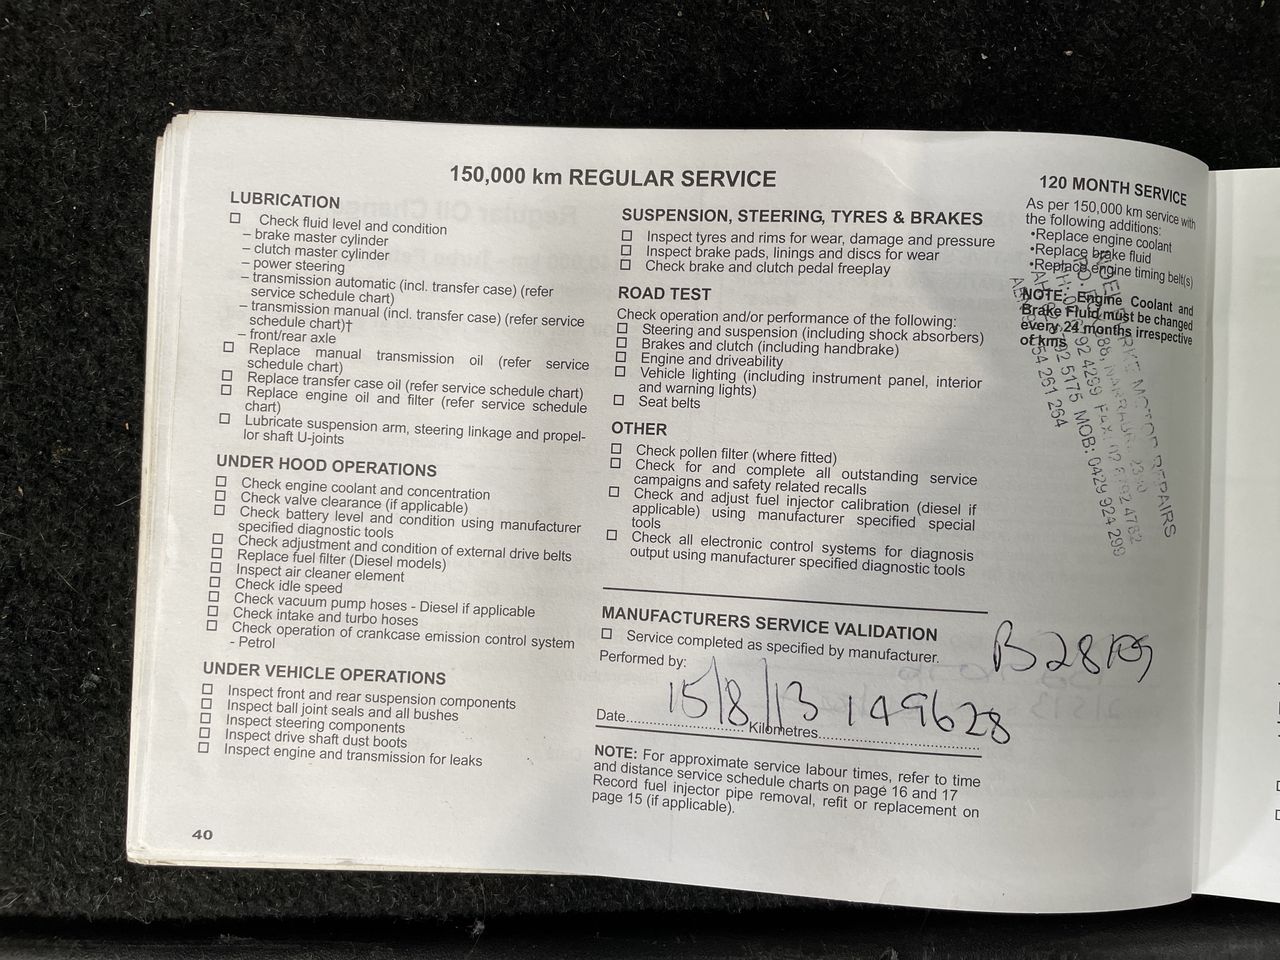 150,000 km REGULAR SERVICE
LUBRICATION
Check fluid level and condition
– brake master cylinder
– clutch master cylinder
– power steering
– transmission automatic (incl. transfer case) (refer
service schedule chart)
– transmission manual (incl. transfer case) (refer service
schedule chart)†
– front/rear axle
Replace manual transmission oil (refer service
schedule chart)
Replace transfer case oil (refer service schedule chart)
Replace engine oil and filter (refer service schedule
chart)
Lubricate suspension arm, steering linkage and propel-
lor shaft U-joints
UNDER HOOD OPERATIONS
Check engine coolant and concentration
Check valve clearance (if applicable)
Check battery level and condition using manufacturer
specified diagnostic tools
Check adjustment and condition of external drive belts
Replace fuel filter (Diesel models)
Inspect air cleaner element
Check idle speed
Check vacuum pump hoses - Diesel if applicable
Check intake and turbo hoses
Check operation of crankcase emission control system
- Petrol
UNDER VEHICLE OPERATIONS
Inspect front and rear suspension components
Inspect ball joint seals and all bushes
Inspect steering components
Inspect drive shaft dust boots
Inspect engine and transmission for leaks
40
SUSPENSION, STEERING, TYRES & BRAKES
Inspect tyres and rims for wear, damage and pressure
Inspect brake pads, linings and discs for wear
Check brake and clutch pedal freeplay
ROAD TEST
Check operation and/or performance of the following:
Steering and suspension (including shock absorbers)
Brakes and clutch (including handbrake)
Engine and driveability
Vehicle lighting (including instrument panel, interior
and warning lights)
Seat belts
OTHER
Check pollen filter (where fitted)
Check for and complete all outstanding service
campaigns and safety related recalls
Check and adjust fuel injector calibration (diesel if
applicable) using manufacturer specified special
tools
Check all electronic control systems for diagnosis
output using manufacturer specified diagnostic tools
MANUFACTURERS SERVICE VALIDATION
Service completed as specified by manufacturer.
Performed by:
15/8/13 149628
Date.......... Kilometres..........
NOTE: For approximate service labour times, refer to time
and distance service schedule charts on page 16 and 17
Record fuel injector pipe removal, refit or replacement on
page 15 (if applicable).
120 MONTH SERVICE
As per 150,000 km service with
the following additions:
•Replace engine coolant
•Replace brake fluid
•Replace engine timing belt(s)
NOTE: Engine Coolant and
Brake Fluid must be changed
every 24 months irrespective
of kms
MOTOR REPAIRS
MOB: 0429 924 299